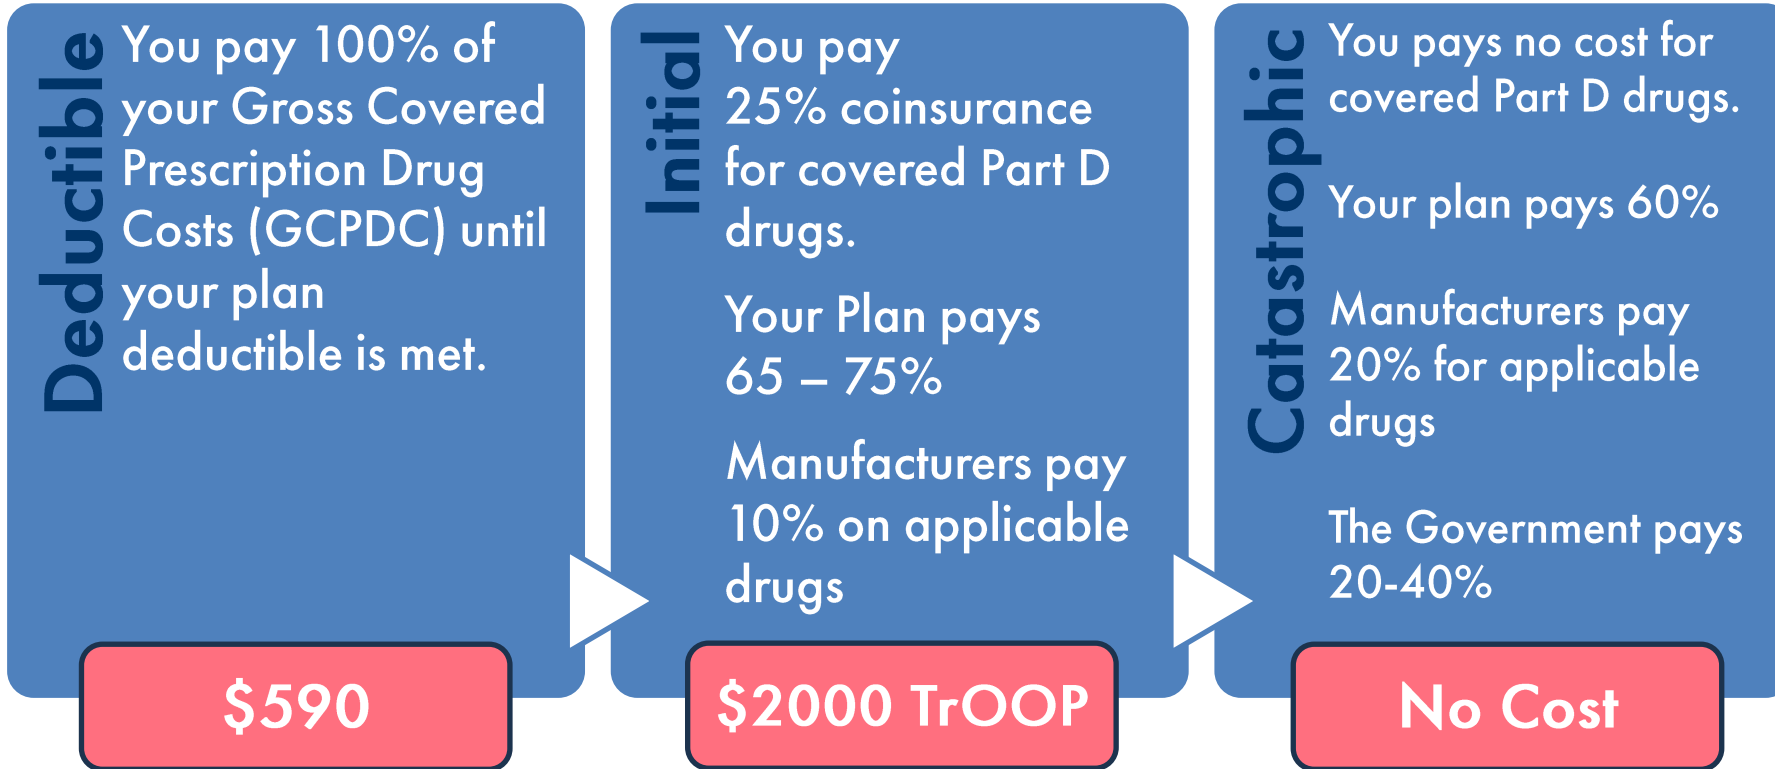 Deductible
You pay 100% of
your Gross Covered
Prescription Drug
Costs (GCPDC) until
your plan
deductible is met.
$590
Initial
You pay
25% coinsurance
for covered Part D
drugs.
Your Plan pays
65 – 75%
Manufacturers pay
10% on applicable
drugs
$2000 TrOOP
Catastrophic
You pays no cost for
covered Part D drugs.
Your plan pays 60%
Manufacturers pay
20% for applicable
drugs
The Government pays
20-40%
No Cost